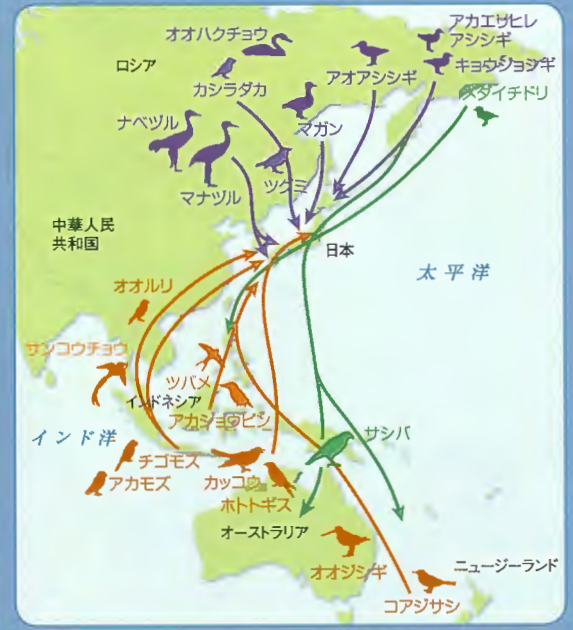 アカエリヒレ
アシシギ
オオハクチョウ
キョウジョシギ
ロシア
カシラダカ
アオアシシギ
メダイチドリ
ナベヅル
マガン
ツグミ
マナヅル
中華人民
共和国
日本
太平洋
オオルリ
サンコウチョウ
ツバメ
インドネシア
アカショウビン
インド洋
サシバ
チゴモズ
カッコウ
アカモズ
ホトトギス
オーストラリア
オオジシギ
ニュージーランド
コアジサシ